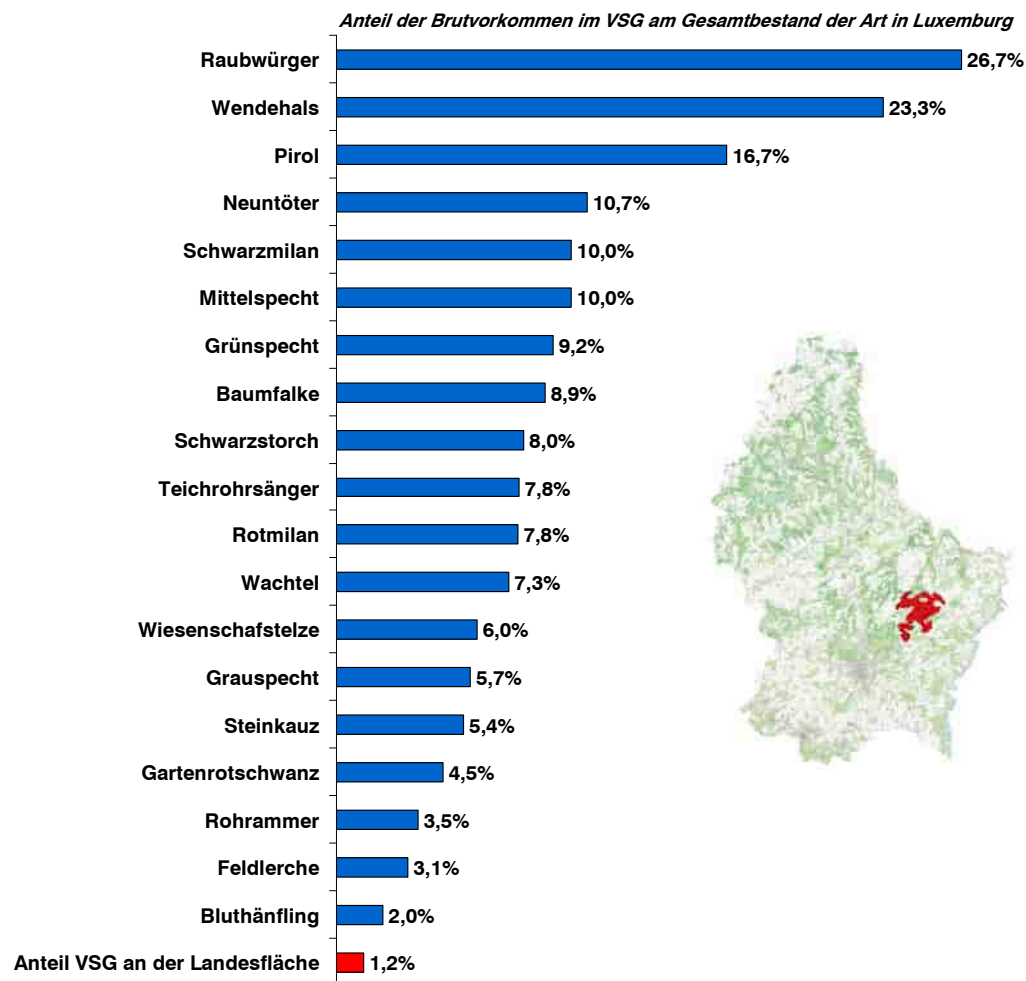 Anteil der Brutvorkommen im VSG am Gesamtbestand der Art in Luxemburg
Raubwürger 26,7%
Wendehals 23,3%
Pirol 16,7%
Neuntöter 10,7%
Schwarzmilan 10,0%
Mittelspecht 10,0%
Grünspecht 9,2%
Baumfalke 8,9%
Schwarzstorch 8,0%
Teichrohrsänger 7,8%
Rotmilan 7,8%
Wachtel 7,3%
Wiesenschafstelze 6,0%
Grauspecht 5,7%
Steinkauz 5,4%
Gartenrotschwanz 4,5%
Rohrammer 3,5%
Feldlerche 3,1%
Bluthänfling 2,0%
Anteil VSG an der Landesfläche 1,2%